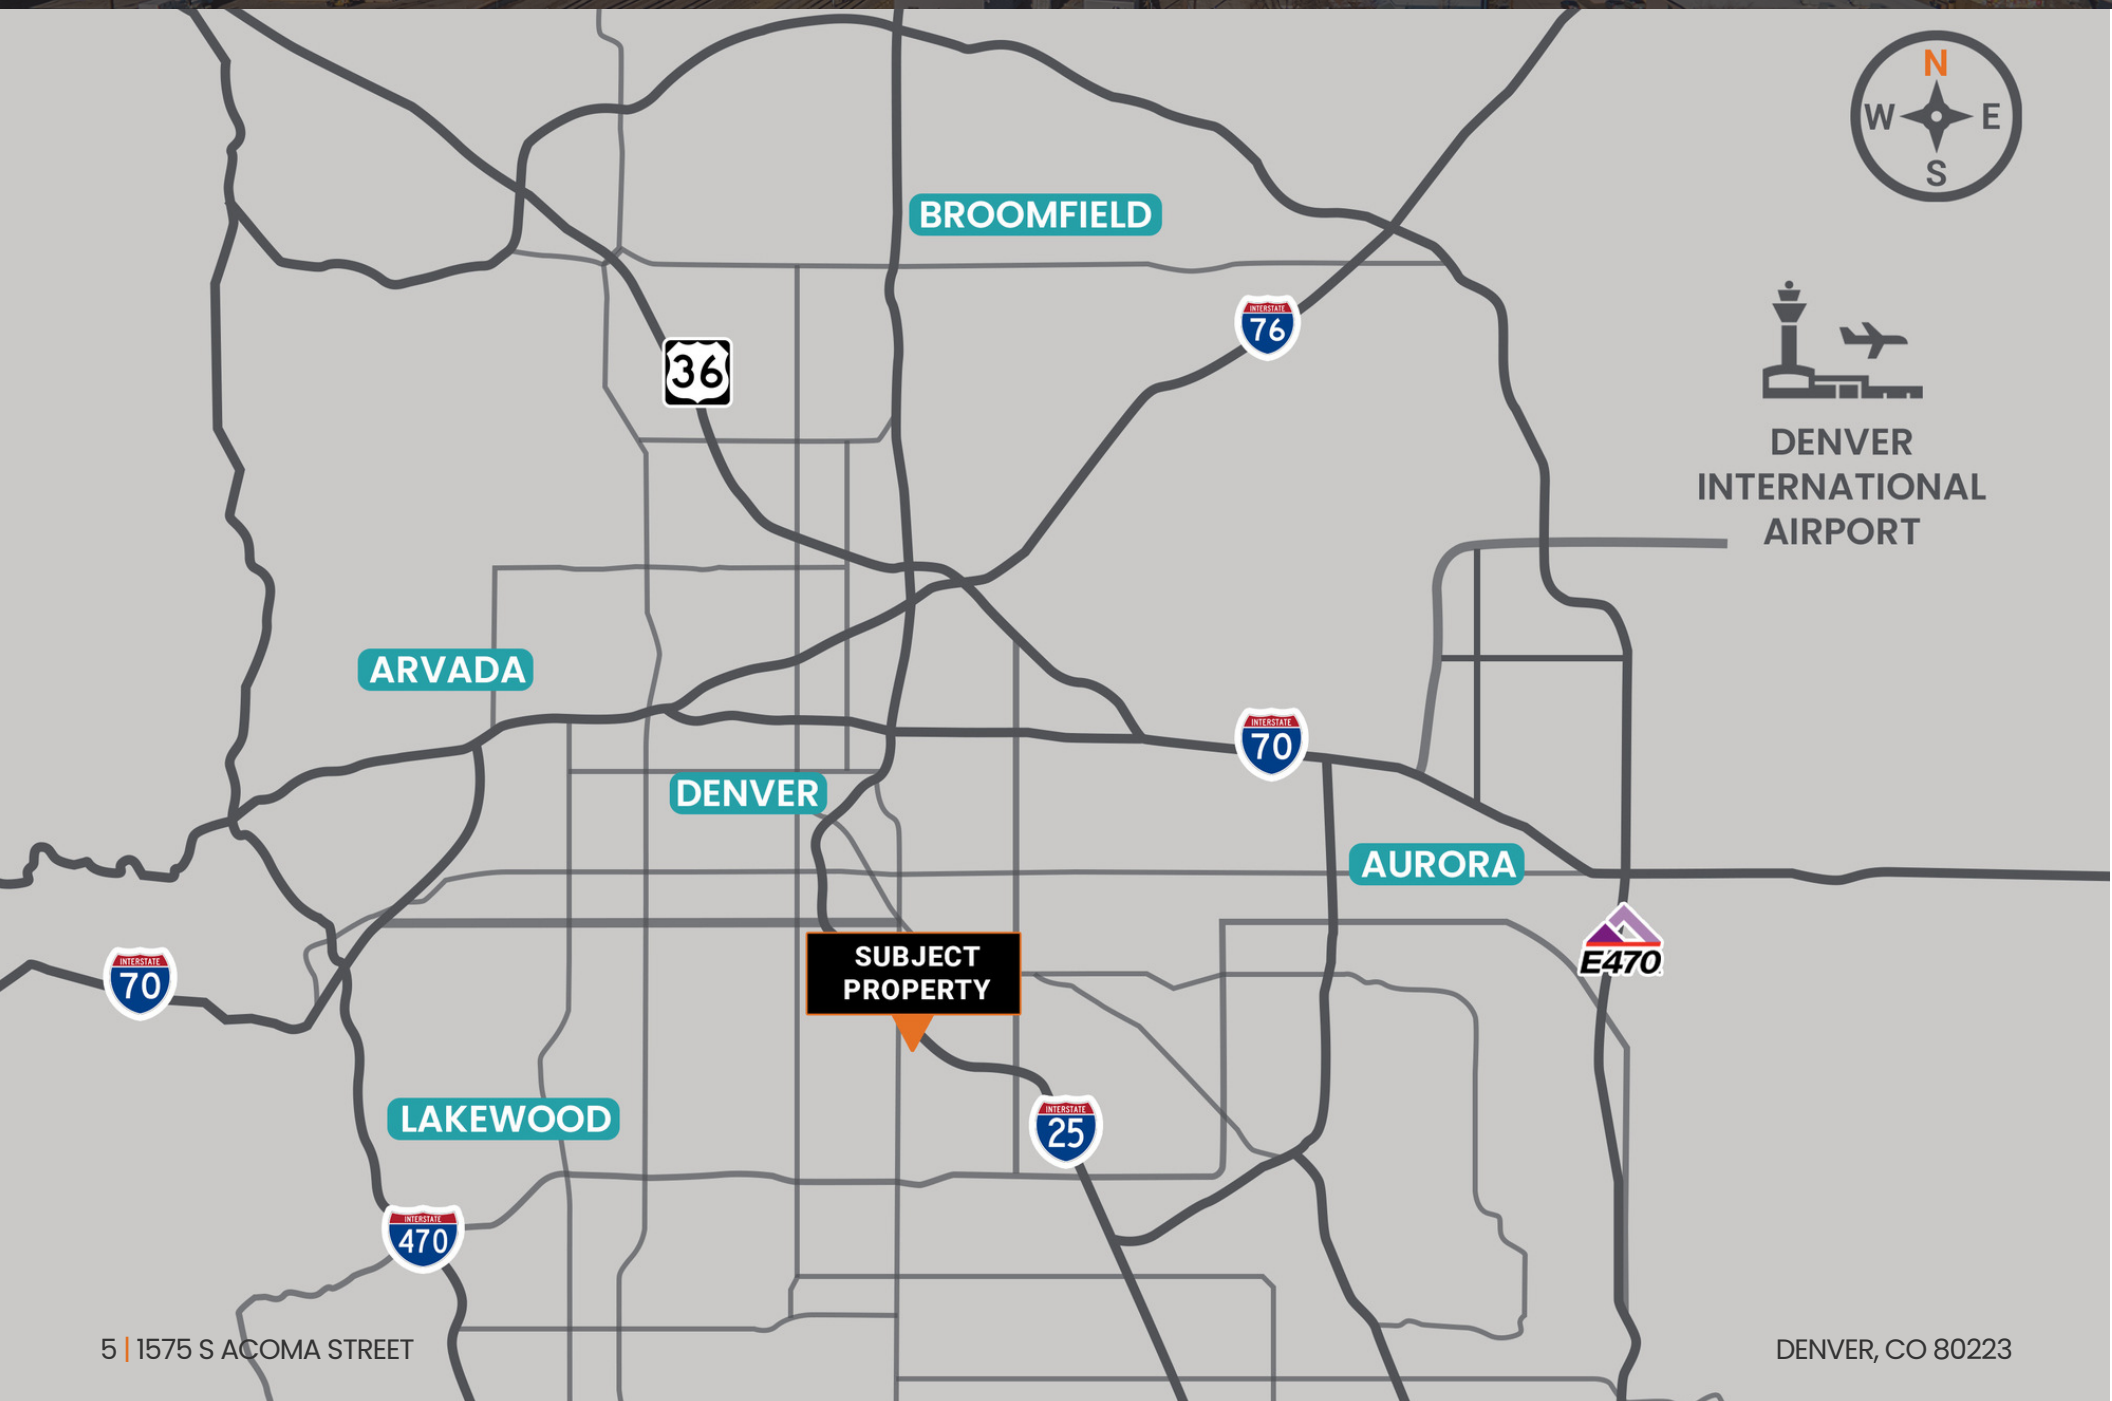 N
W E
S
BROOMFIELD
INTERSTATE
76
36
DENVER
INTERNATIONAL
AIRPORT
ARVADA
INTERSTATE
70
DENVER
AURORA
E470
SUBJECT
PROPERTY
INTERSTATE
70
LAKEWOOD
INTERSTATE
25
INTERSTATE
470
5 | 1575 S ACOMA STREET
DENVER, CO 80223